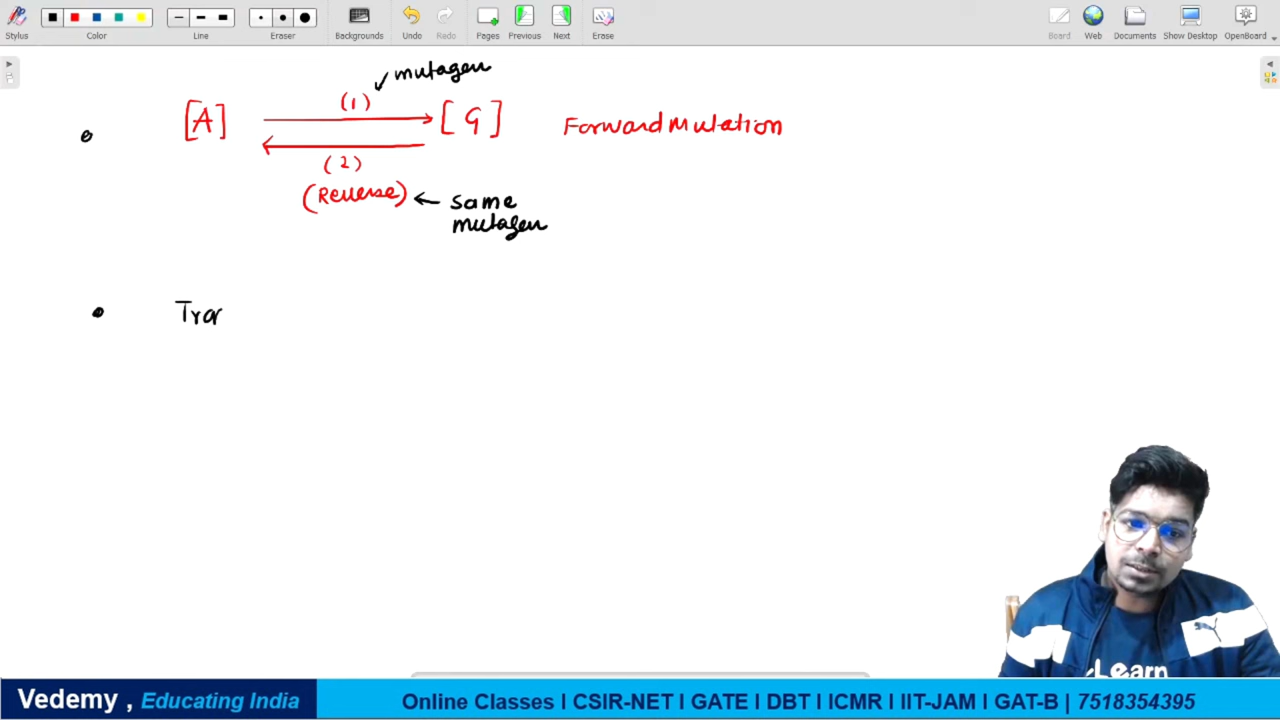 Stylus
Color
Line
Eraser
Backgrounds
Undo
Redo
Pages
Previous
Next
Erase
Board
Web
Documents
Show Desktop
OpenBoard
mutagen
[A] (1) [G] Forward Mutation
(2)
(Reverse) ← same
mutagen
• Tra
Learn
Vedemy , Educating India
Online Classes I CSIR-NET I GATE I DBT I ICMR I IIT-JAM I GAT-B | 7518354395